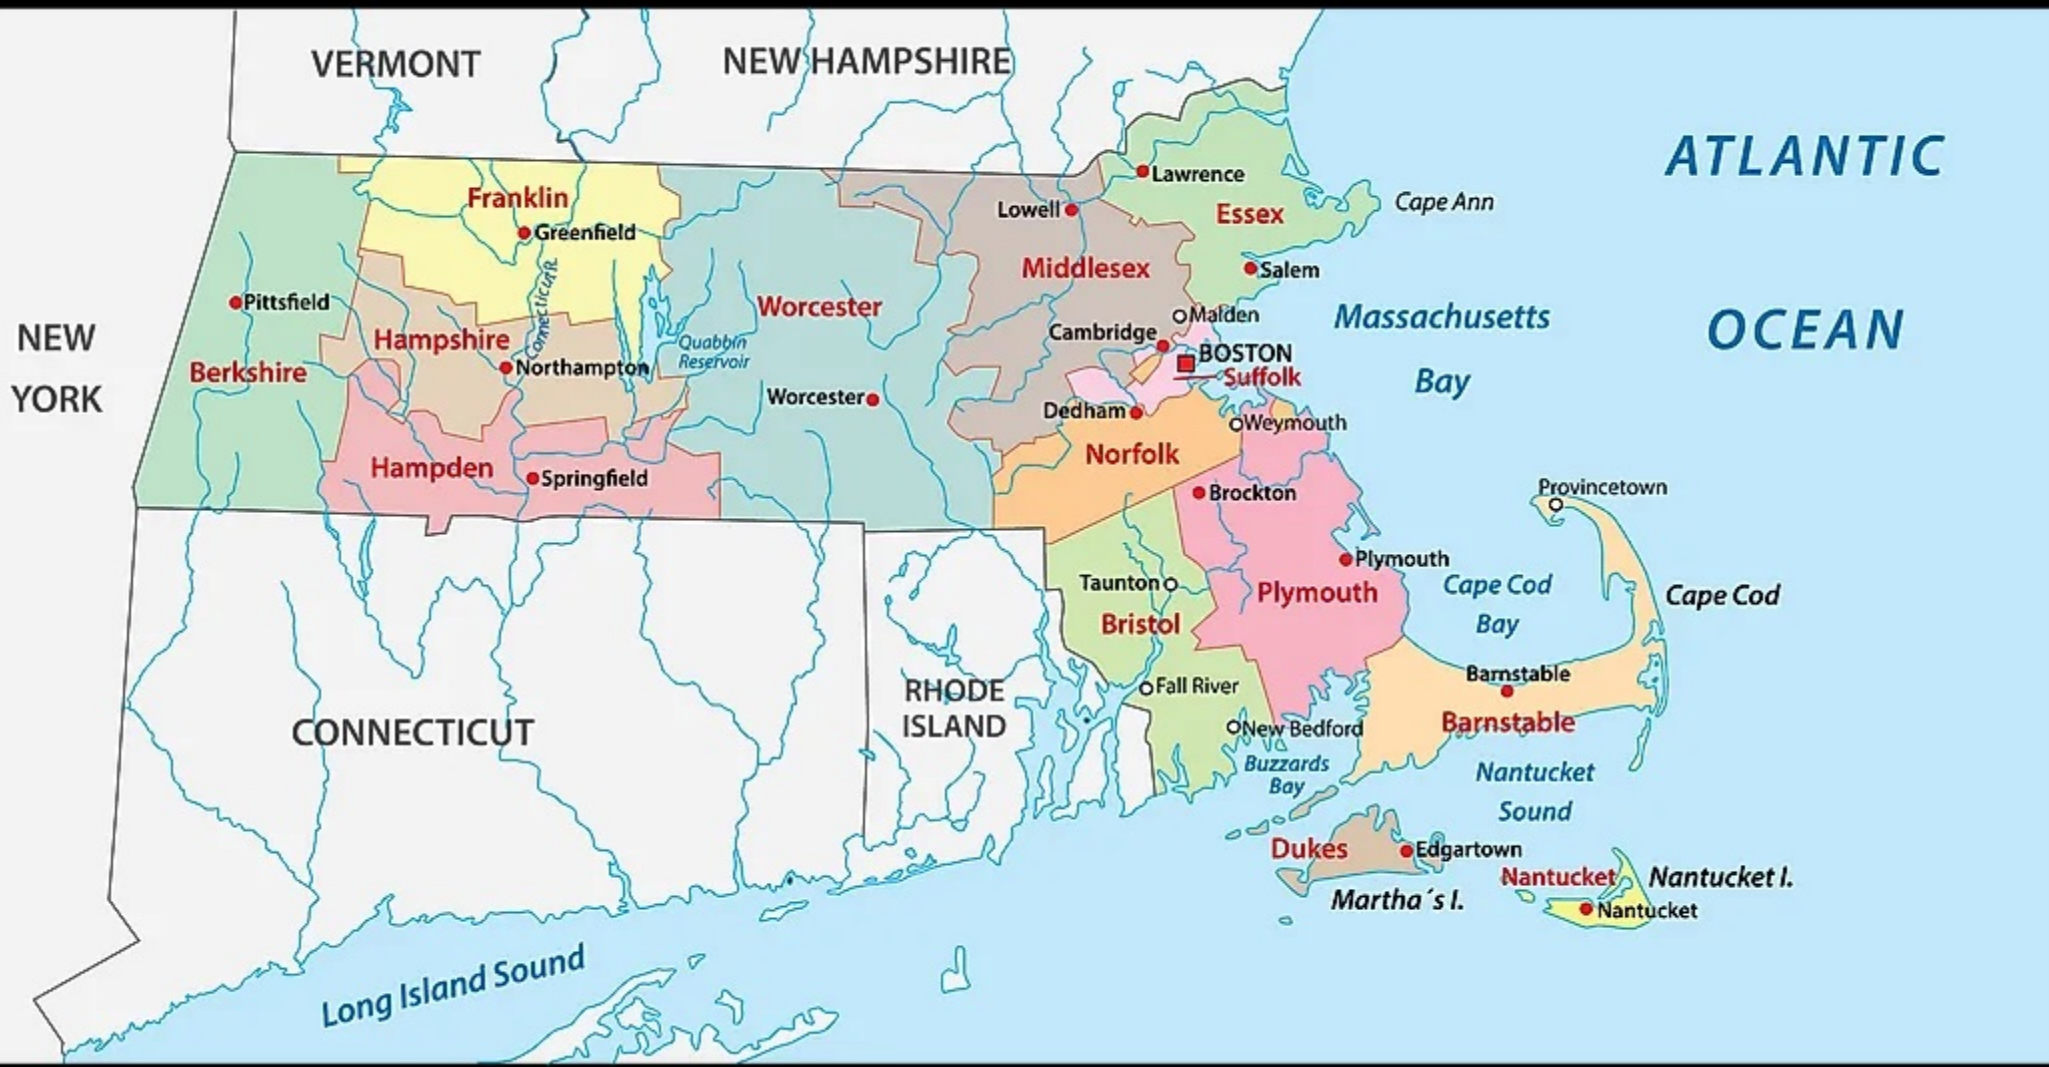 VERMONT
NEW HAMPSHIRE
ATLANTIC
OCEAN
Lawrence
Cape Ann
Franklin
Lowell
Essex
Greenfield
Middlesex
Salem
Connecticut R.
Pittsfield
Worcester
Malden
Massachusetts
Bay
NEW
YORK
Hampshire
Cambridge
Quabbin
Reservoir
BOSTON
Suffolk
Berkshire
Northampton
Worcester
Dedham
Weymouth
Norfolk
Hampden
Springfield
Brockton
Provincetown
Plymouth
Taunton
Plymouth
Cape Cod
Bay
Cape Cod
Bristol
Barnstable
Fall River
RHODE
ISLAND
Barnstable
CONNECTICUT
New Bedford
Buzzards
Bay
Nantucket
Sound
Dukes
Edgartown
Nantucket
Nantucket I.
Martha´s I.
Nantucket
Long Island Sound